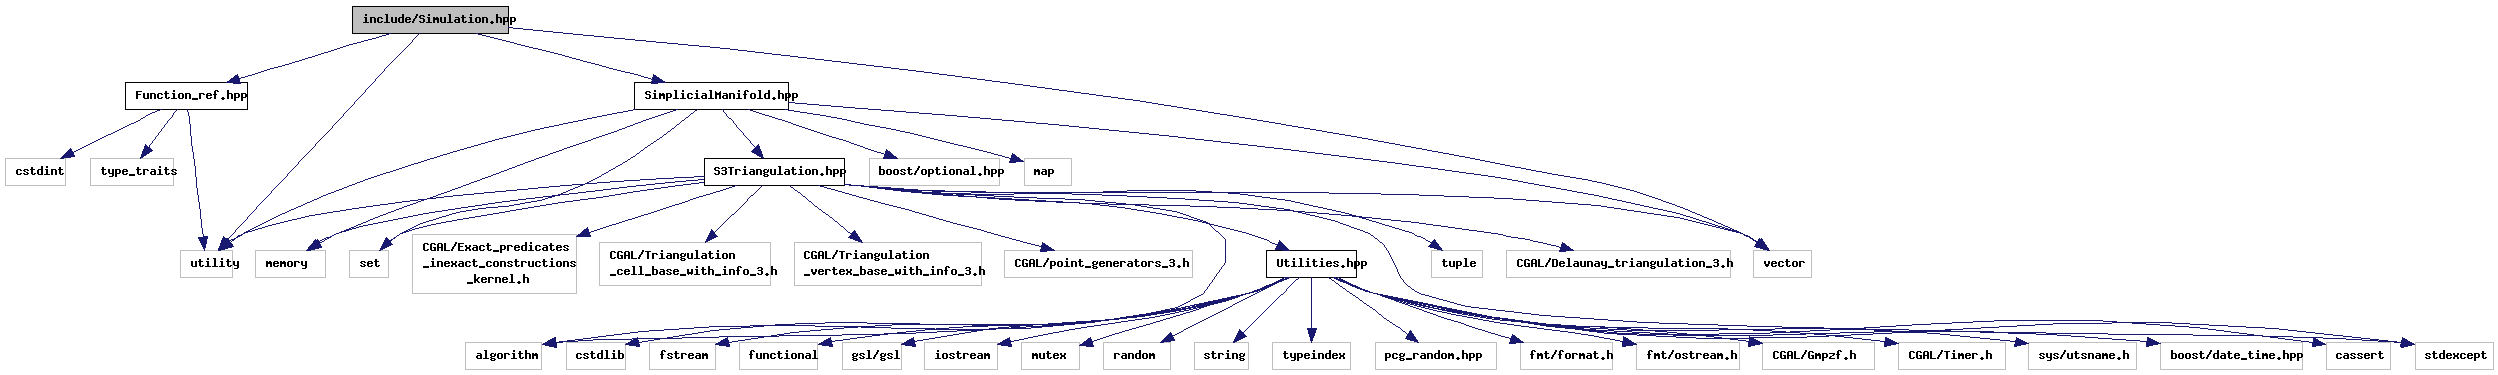 include/Simulation.hpp
Function_ref.hpp
SimplicialManifold.hpp
cstdint
type_traits
S3Triangulation.hpp
boost/optional.hpp
map
utility
memory
set
CGAL/Exact_predicates
_inexact_constructions
_kernel.h
CGAL/Triangulation
_cell_base_with_info_3.h
CGAL/Triangulation
_vertex_base_with_info_3.h
CGAL/point_generators_3.h
Utilities.hpp
tuple
CGAL/Delaunay_triangulation_3.h
vector
algorithm
cstdlib
fstream
functional
gsl/gsl
iostream
mutex
random
string
typeindex
pcg_random.hpp
fmt/format.h
fmt/ostream.h
CGAL/Gmpzf.h
CGAL/Timer.h
sys/utsname.h
boost/date_time.hpp
cassert
stdexcept